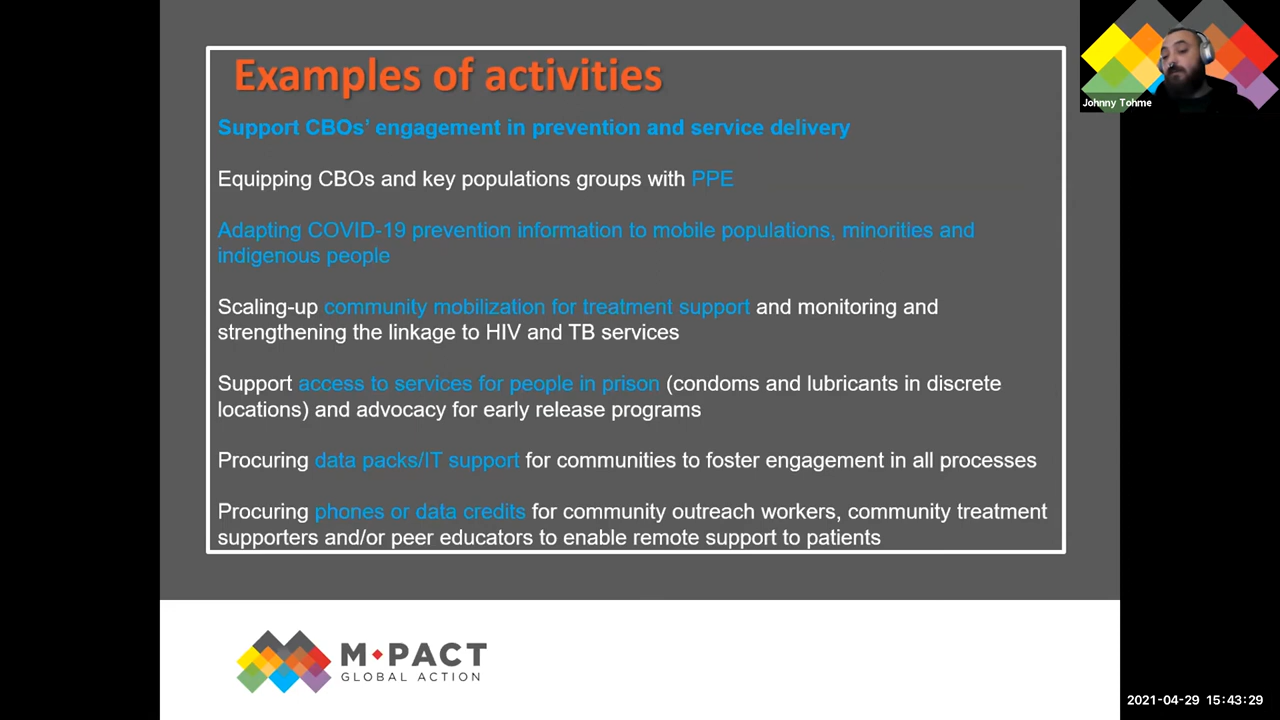 Examples of activities
Support CBOs’ engagement in prevention and service delivery
Equipping CBOs and key populations groups with PPE
Adapting COVID-19 prevention information to mobile populations, minorities and
indigenous people
Scaling-up community mobilization for treatment support and monitoring and
strengthening the linkage to HIV and TB services
Support access to services for people in prison (condoms and lubricants in discrete
locations) and advocacy for early release programs
Procuring data packs/IT support for communities to foster engagement in all processes
Procuring phones or data credits for community outreach workers, community treatment
supporters and/or peer educators to enable remote support to patients
Johnny Tohme
M PACT
GLOBAL ACTION
2021-04-29 15:43:29